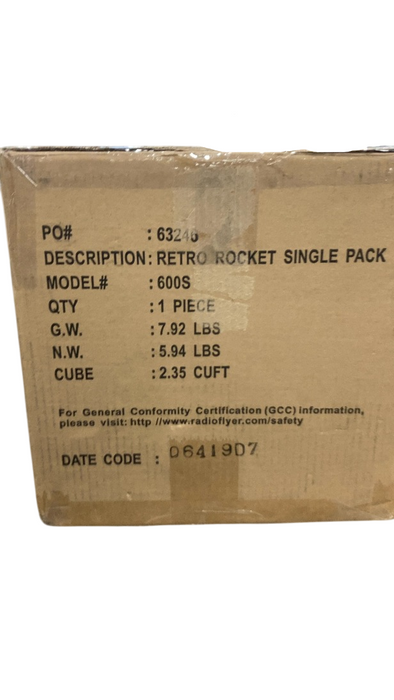 PO# : 63246
DESCRIPTION: RETRO ROCKET SINGLE PACK
MODEL# : 600S
QTY : 1 PIECE
G.W. : 7.92 LBS
N.W. : 5.94 LBS
CUBE : 2.35 CUFT
For General Conformity Certification (GCC) information,
please visit: http://www.radioflyer.com/safety
DATE CODE : D6419D7